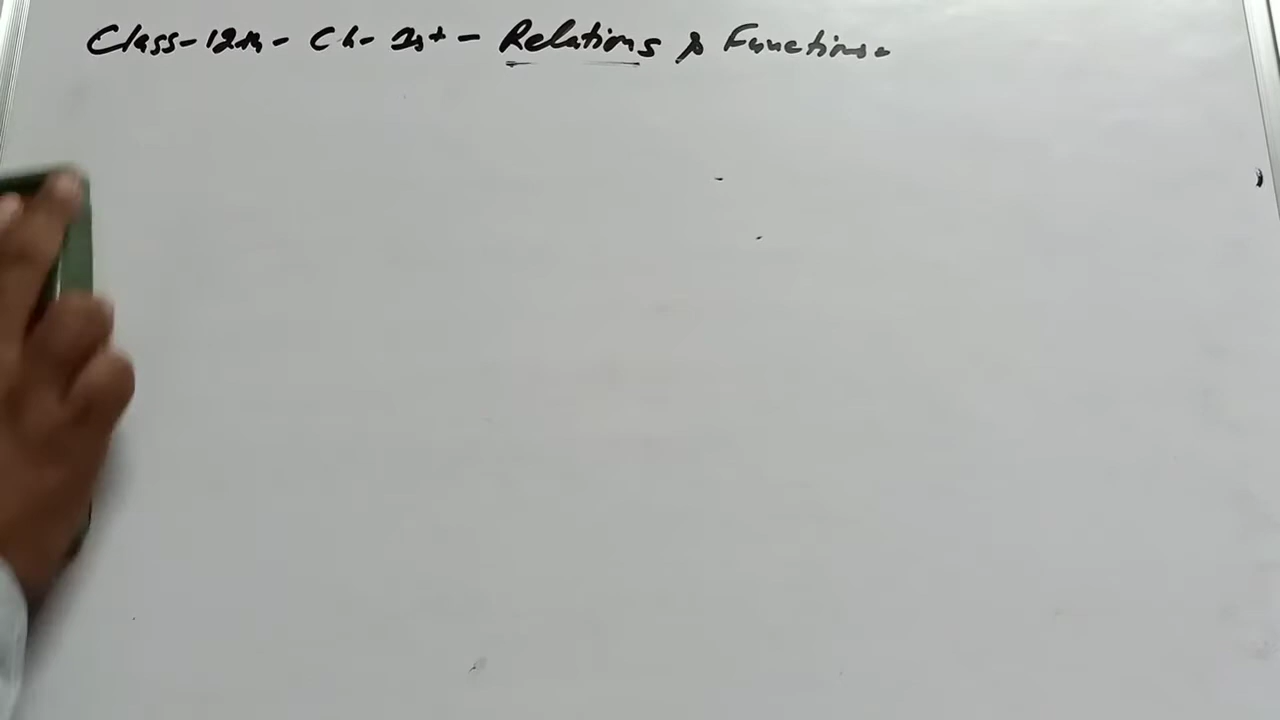 Class-12th - Ch- 1st - Relations & Functions.